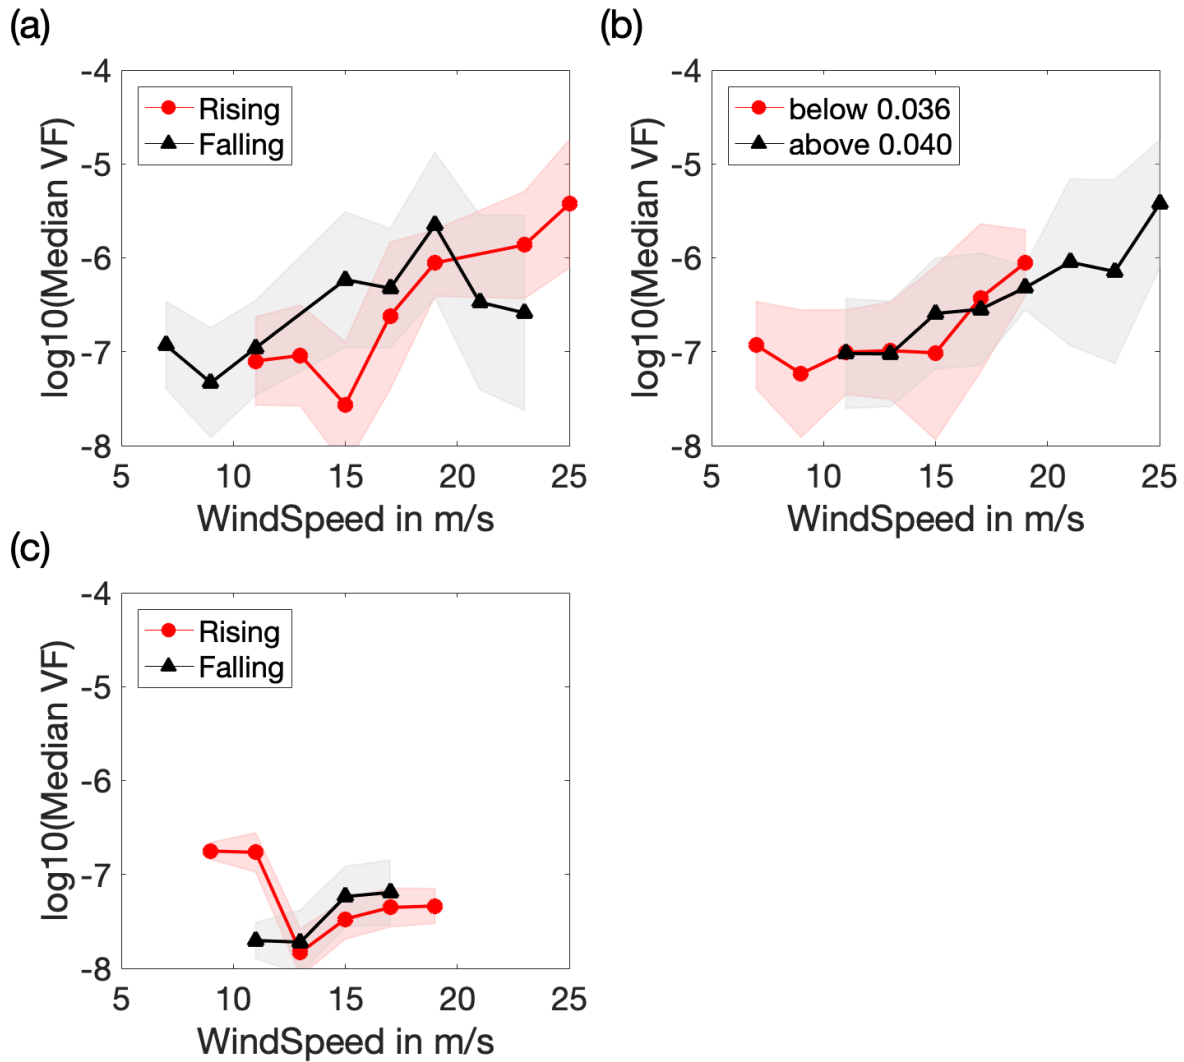 (a)
-4
-5
-6
-7
-8
5
10
15
20
25
log10(Median VF)
WindSpeed in m/s
Rising
Falling
(b)
-4
-5
-6
-7
-8
5
10
15
20
25
log10(Median VF)
WindSpeed in m/s
below 0.036
above 0.040
(c)
-4
-5
-6
-7
-8
5
10
15
20
25
log10(Median VF)
WindSpeed in m/s
Rising
Falling